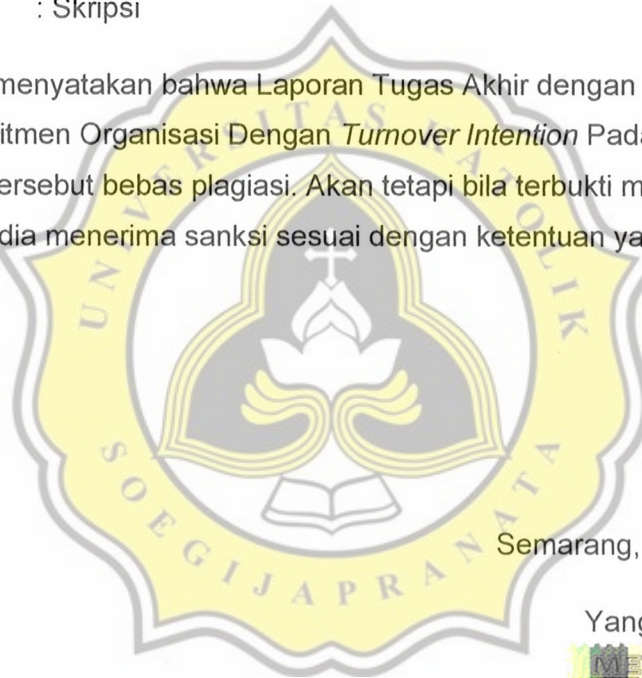 : Skripsi
menyatakan bahwa Laporan Tugas Akhir dengan
itmen Organisasi Dengan Turnover Intention Pada
ersebut bebas plagiasi. Akan tetapi bila terbukti m
dia menerima sanksi sesuai dengan ketentuan ya
UNIVERSITAS KATOLIK
SOEGIJAPRANATA
Semarang,
Yang
ME